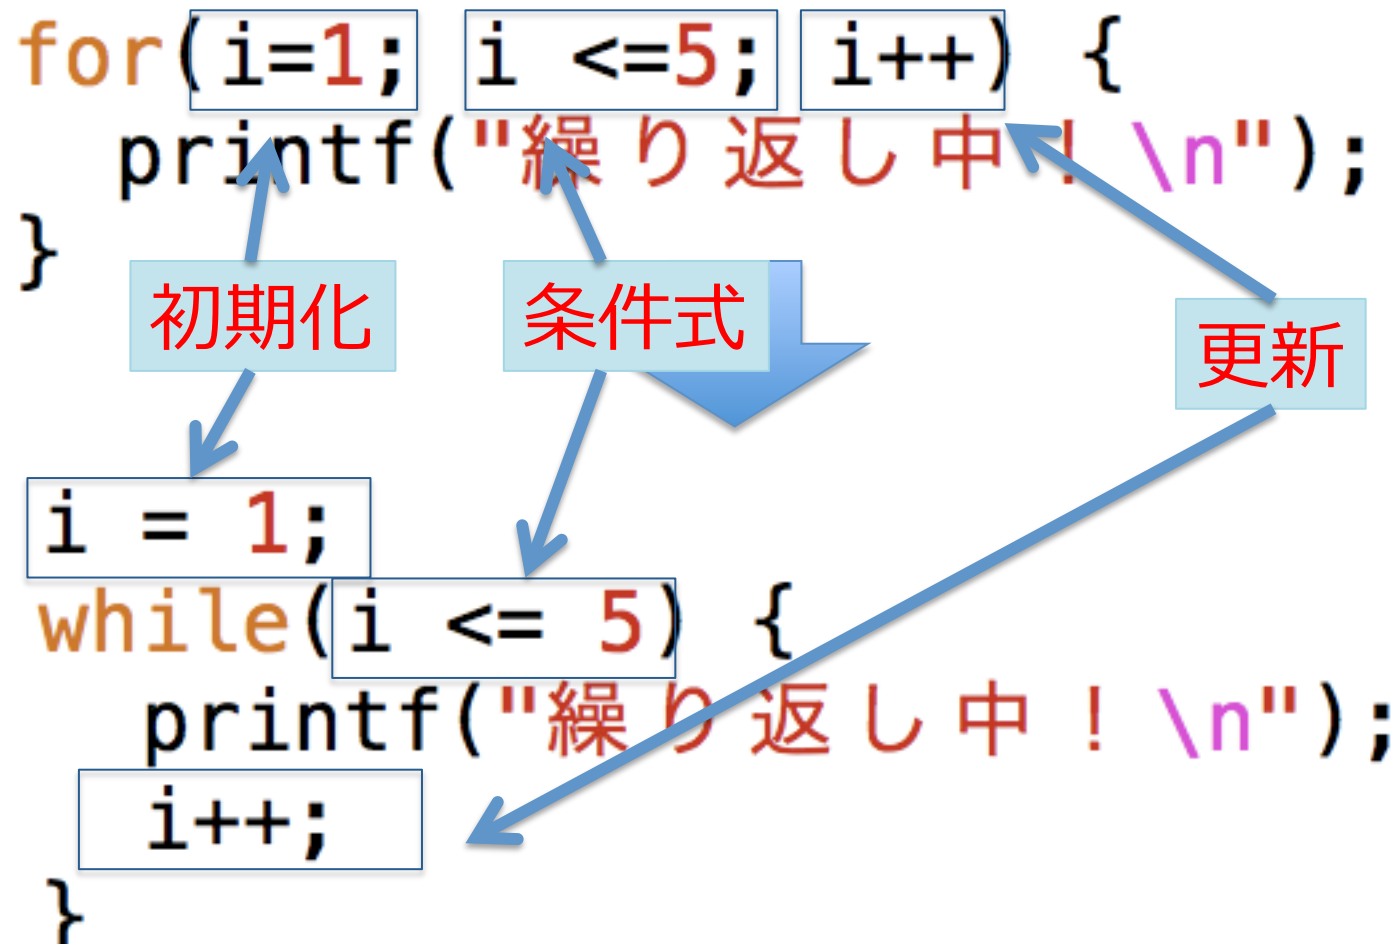 for(i=1; i <=5; i++) {
printf("繰り返し中！\n");
}
初期化 条件式 更新
i = 1;
while(i <= 5) {
printf("繰り返し中！\n");
i++;
}